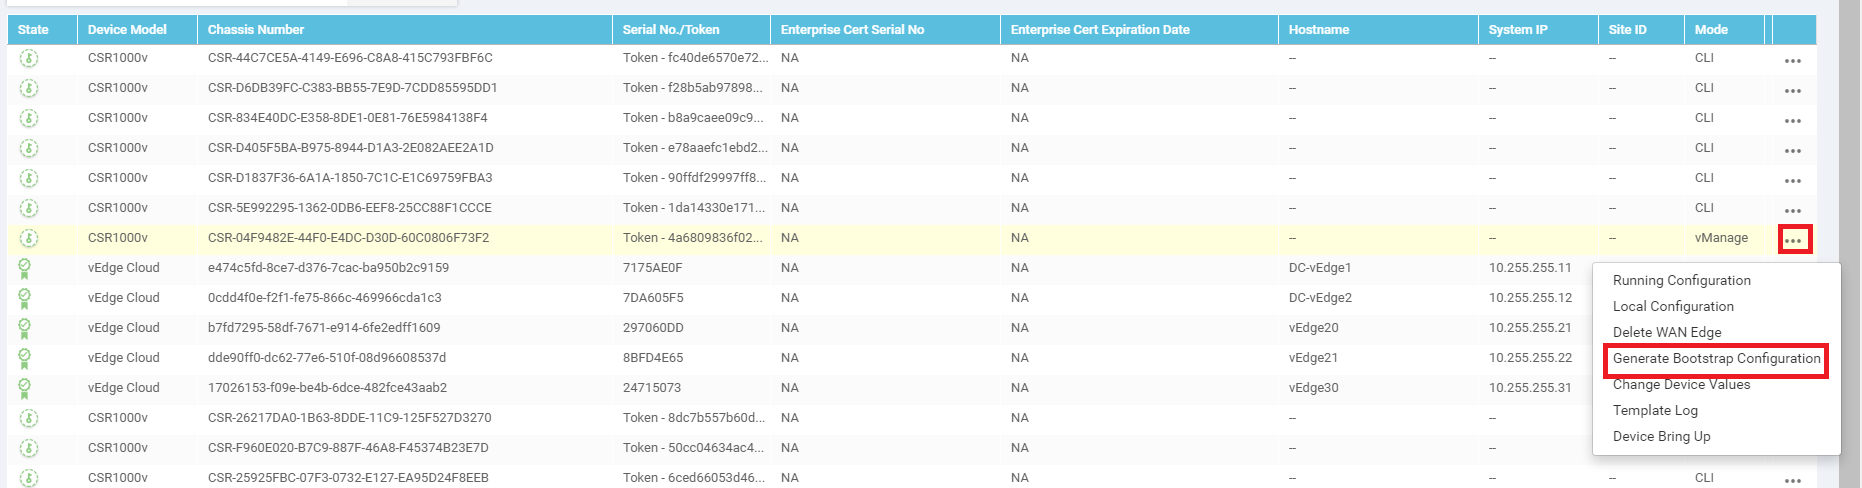 State Device Model Chassis Number Serial No./Token Enterprise Cert Serial No Enterprise Cert Expiration Date Hostname System IP Site ID Mode
CSR1000v CSR-44C7CE5A-4149-E696-C8A8-415C793FBF6C Token - fc40de6570e72... NA NA -- -- -- CLI
CSR1000v CSR-D6DB39FC-C383-BB55-7E9D-7CDD85595DD1 Token - f28b5ab97898... NA NA -- -- -- CLI
CSR1000v CSR-834E40DC-E358-8DE1-0E81-76E5984138F4 Token - b8a9caee09c9... NA NA -- -- -- CLI
CSR1000v CSR-D405F5BA-B975-8944-D1A3-2E082AEE2A1D Token - e78aaefc1ebd2... NA NA -- -- -- CLI
CSR1000v CSR-D1837F36-6A1A-1850-7C1C-E1C69759FBA3 Token - 90ffdf29997ff8... NA NA -- -- -- CLI
CSR1000v CSR-5E992295-1362-0DB6-EEF8-25CC88F1CCCE Token - 1da14330e171... NA NA -- -- -- CLI
CSR1000v CSR-04F9482E-44F0-E4DC-D30D-60C0806F73F2 Token - 4a6809836f02... NA NA -- -- -- vManage
vEdge Cloud e474c5fd-8ce7-d376-7cac-ba950b2c9159 7175AE0F NA NA DC-vEdge1 10.255.255.11
vEdge Cloud 0cdd4f0e-f2f1-fe75-866c-469966cda1c3 7DA605F5 NA NA DC-vEdge2 10.255.255.12
vEdge Cloud b7fd7295-58df-7671-e914-6fe2edff1609 297060DD NA NA vEdge20 10.255.255.21
vEdge Cloud dde90ff0-dc62-77e6-510f-08d96608537d 8BFD4E65 NA NA vEdge21 10.255.255.22
vEdge Cloud 17026153-f09e-be4b-6dce-482fce43aab2 24715073 NA NA vEdge30 10.255.255.31
CSR1000v CSR-26217DA0-1B63-8DDE-11C9-125F527D3270 Token - 8dc7b557b60d... NA NA -- --
CSR1000v CSR-F960E020-B7C9-887F-46A8-F45374B23E7D Token - 50cc04634ac4... NA NA -- --
CSR1000v CSR-25925FBC-07F3-0732-E127-EA95D24F8EEB Token - 6ced66053d46... NA NA -- -- -- CLI
Running Configuration
Local Configuration
Delete WAN Edge
Generate Bootstrap Configuration
Change Device Values
Template Log
Device Bring Up